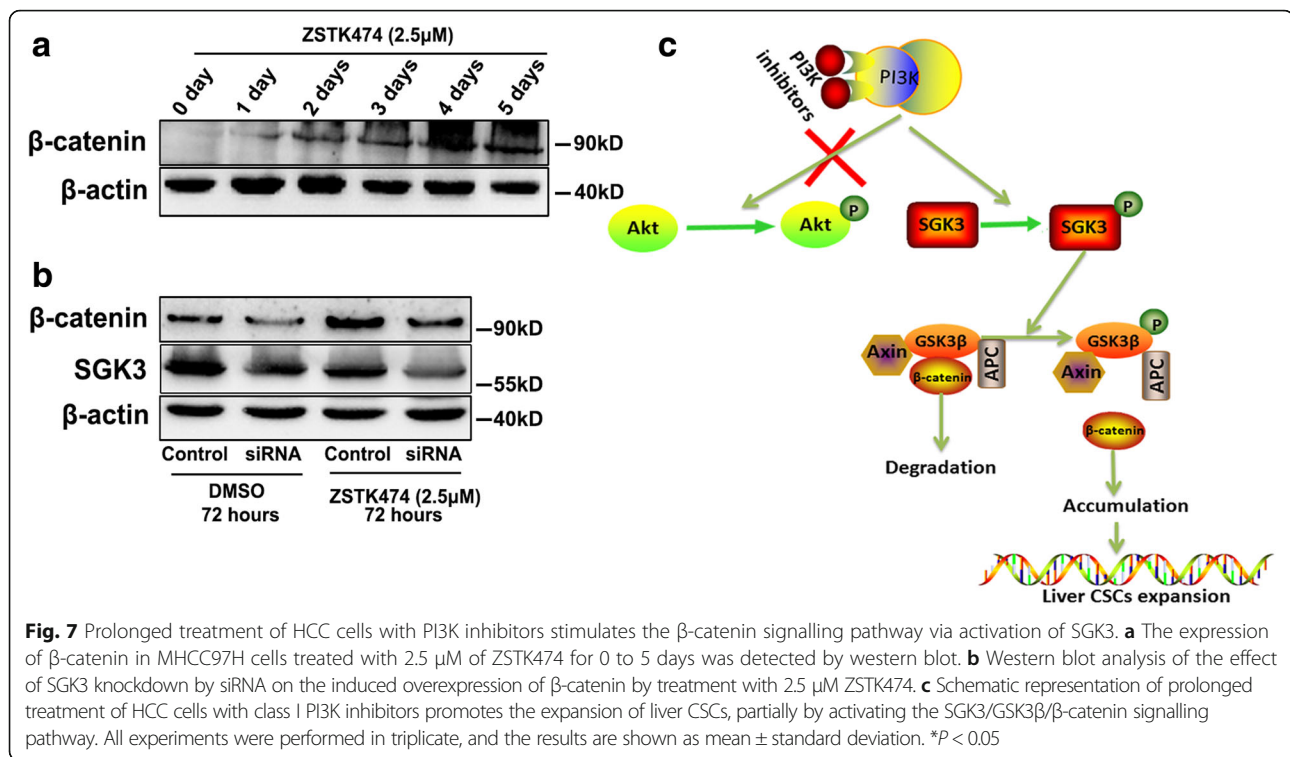 a
ZSTK474 (2.5μM)
0 day
1 day
2 days
3 days
4 days
5 days
β-catenin
–90kD
β-actin
–40kD
b
β-catenin
–90kD
SGK3
–55kD
β-actin
–40kD
Control siRNA Control siRNA
DMSO
72 hours
ZSTK474 (2.5μM)
72 hours
c
PI3K
inhibitors
PI3K
Akt
Akt
P
SGK3
SGK3
P
Axin
GSK3β
β-catenin
APC
GSK3β
P
Axin
APC
β-catenin
Degradation
Accumulation
Liver CSCs expansion
Fig. 7 Prolonged treatment of HCC cells with PI3K inhibitors stimulates the β-catenin signalling pathway via activation of SGK3. a The expression
of β-catenin in MHCC97H cells treated with 2.5 μM of ZSTK474 for 0 to 5 days was detected by western blot. b Western blot analysis of the effect
of SGK3 knockdown by siRNA on the induced overexpression of β-catenin by treatment with 2.5 μM ZSTK474. c Schematic representation of prolonged
treatment of HCC cells with class I PI3K inhibitors promotes the expansion of liver CSCs, partially by activating the SGK3/GSK3β/β-catenin signalling
pathway. All experiments were performed in triplicate, and the results are shown as mean ± standard deviation. *P < 0.05